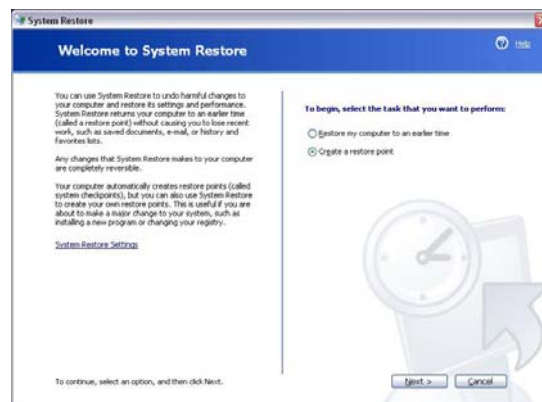 System Restore
Welcome to System Restore
Help
You can use System Restore to undo harmful changes to
your computer and restore its settings and performance.
System Restore returns your computer to an earlier time
(called a restore point) without causing you to lose recent
work, such as saved documents, e-mail, or history and
favorites lists.
Any changes that System Restore makes to your computer
are completely reversible.
Your computer automatically creates restore points (called
system checkpoints), but you can also use System Restore
to create your own restore points. This is useful if you are
about to make a major change to your system, such as
installing a new program or changing your registry.
System Restore Settings
To begin, select the task that you want to perform:
Restore my computer to an earlier time
Create a restore point
To continue, select an option, and then click Next.
Next >
Cancel